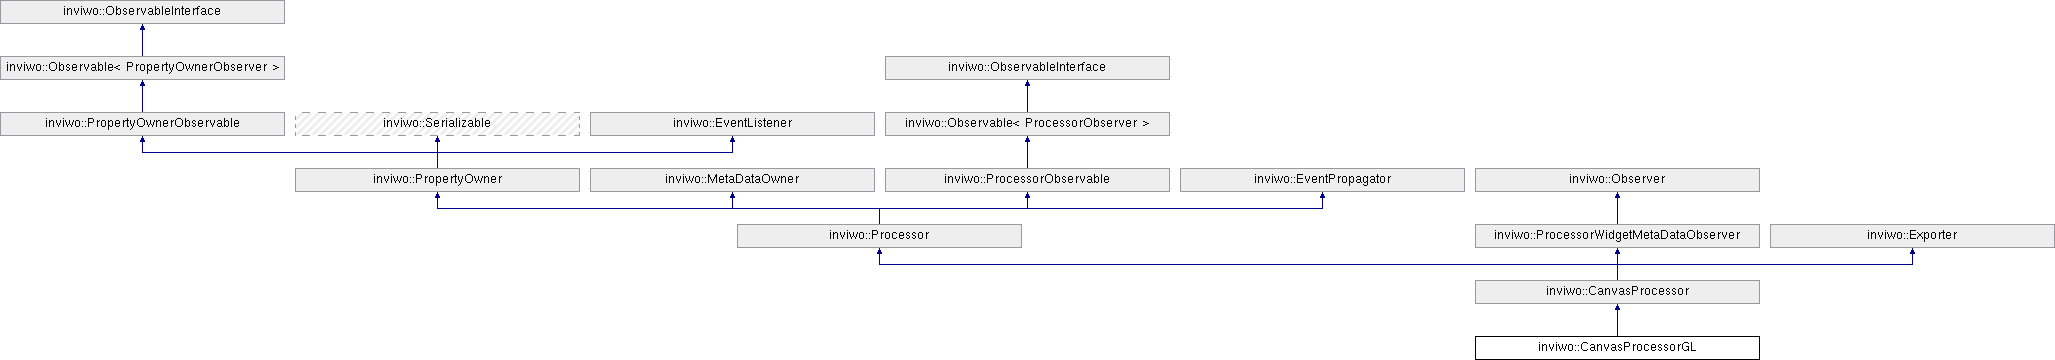 inviwo::ObservableInterface
inviwo::Observable< PropertyOwnerObserver >
inviwo::ObservableInterface
inviwo::PropertyOwnerObservable
inviwo::Serializable
inviwo::EventListener
inviwo::Observable< ProcessorObserver >
inviwo::PropertyOwner
inviwo::MetaDataOwner
inviwo::ProcessorObservable
inviwo::EventPropagator
inviwo::Observer
inviwo::Processor
inviwo::ProcessorWidgetMetaDataObserver
inviwo::Exporter
inviwo::CanvasProcessor
inviwo::CanvasProcessorGL